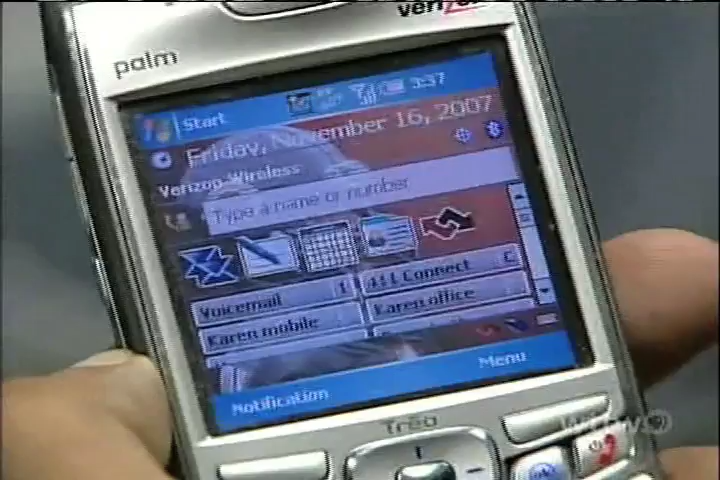 verizon
palm
3:37
Start
Friday, November 16, 2007
Verizon Wireless
Type a name or number
Voicemail 1
411 Connect C
Karen mobile
Karen office
Notification
Menu
Treo